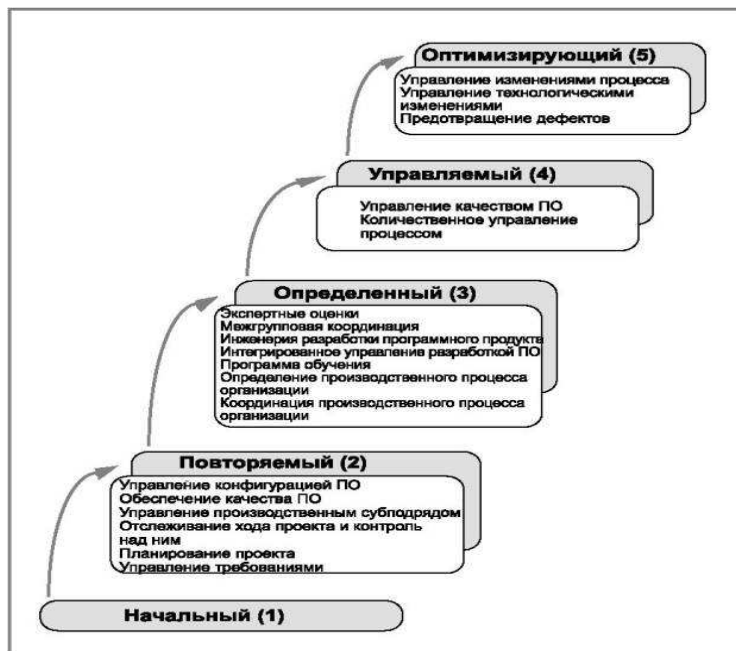 Оптимизирующий (5)
Управление изменениями процесса
Управление технологическими
изменениями
Предотвращение дефектов
Управляемый (4)
Управление качеством ПО
Количественное управление
процессом
Определенный (3)
Экспертные оценки
Межгрупповая координация
Инженерия разработки программного продукта
Интегрированное управление разработкой ПО
Программа обучения
Определение производственного процесса
организации
Координация производственного процесса
организации
Повторяемый (2)
Управление конфигурацией ПО
Обеспечение качества ПО
Управление производственным субподрядом
Отслеживание хода проекта и контроль
над ним
Планирование проекта
Управление требованиями
Начальный (1)